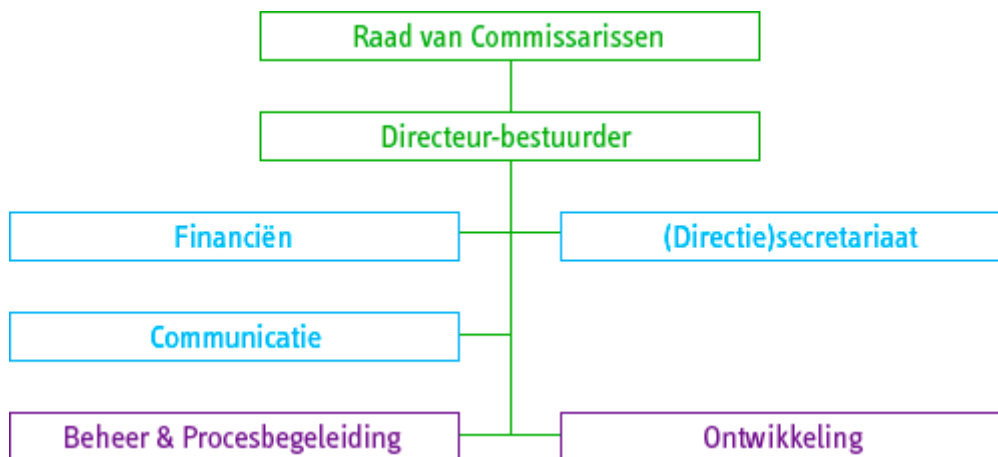 Raad van Commissarissen
Directeur-bestuurder
Financiën
(Directie)secretariaat
Communicatie
Beheer & Procesbegeleiding
Ontwikkeling